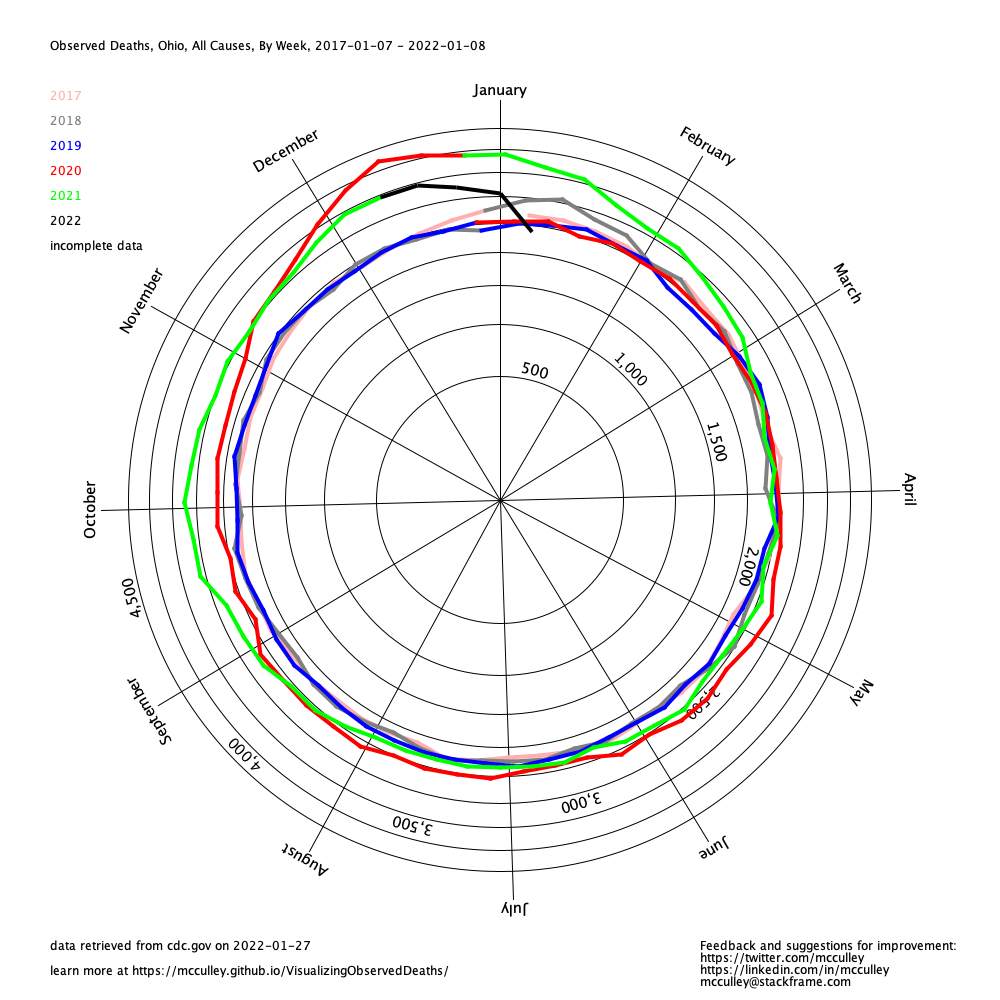 Observed Deaths, Ohio, All Causes, By Week, 2017-01-07 - 2022-01-08
2017
2018
2019
2020
2021
2022
incomplete data
January
February
March
April
May
June
July
August
September
October
November
December
500
1,000
1,500
2,000
2,500
3,000
3,500
4,000
4,500
data retrieved from cdc.gov on 2022-01-27
learn more at https://mcculley.github.io/VisualizingObservedDeaths/
Feedback and suggestions for improvement:
https://twitter.com/mcculley
https://linkedin.com/in/mcculley
mcculley@stackframe.com